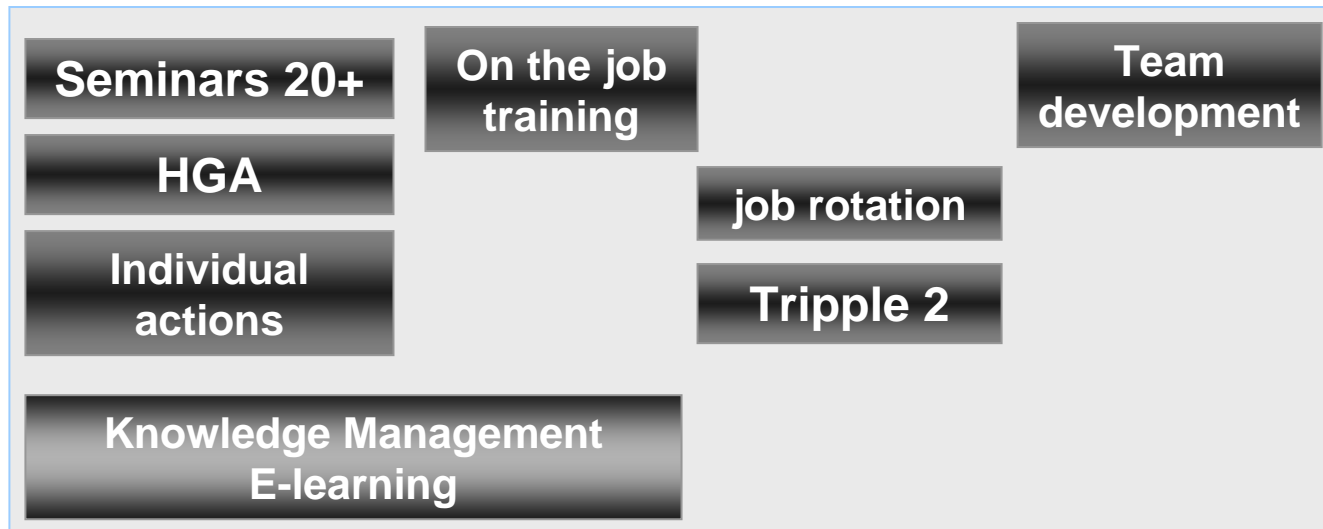 Seminars 20+
HGA
Individual
actions
On the job
training
job rotation
Tripple 2
Team
development
Knowledge Management
E-learning